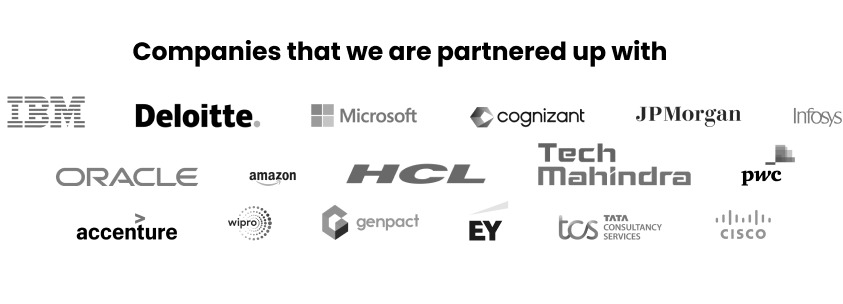 Companies that we are partnered up with
IBM Deloitte. Microsoft cognizant J.P.Morgan Infosys
ORACLE amazon HCL Tech Mahindra pwc
accenture wipro genpact EY tcs TATA CONSULTANCY SERVICES CISCO